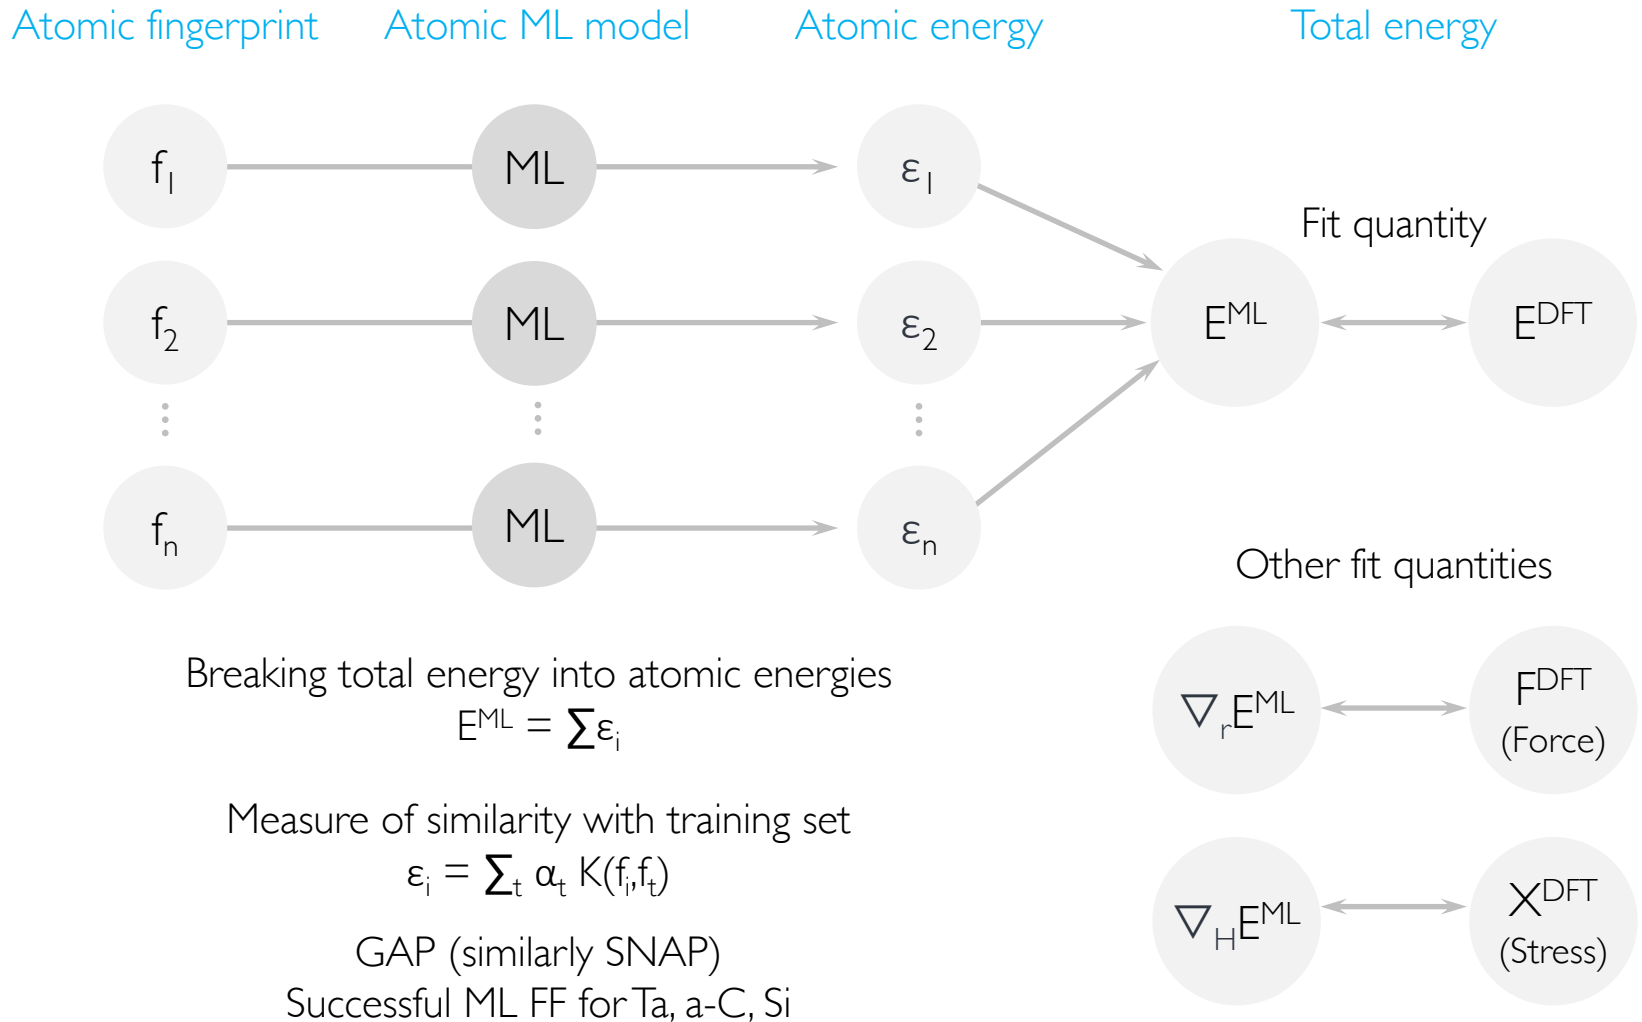 Atomic fingerprint Atomic ML model Atomic energy Total energy
f₁ ML ε₁
Fit quantity
f₂ ML ε₂ Eᴹᴸ Eᴰᶠᵀ
fₙ ML εₙ
Other fit quantities
Breaking total energy into atomic energies
Eᴹᴸ = ∑εᵢ
∇ᵣEᴹᴸ Fᴰᶠᵀ
(Force)
Measure of similarity with training set
εᵢ = ∑ₜ αₜ K(fᵢ,fₜ)
∇_HEᴹᴸ Xᴰᶠᵀ
(Stress)
GAP (similarly SNAP)
Successful ML FF for Ta, a-C, Si